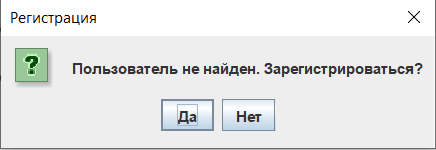 Регистрация
Пользователь не найден. Зарегистрироваться?
Да
Нет